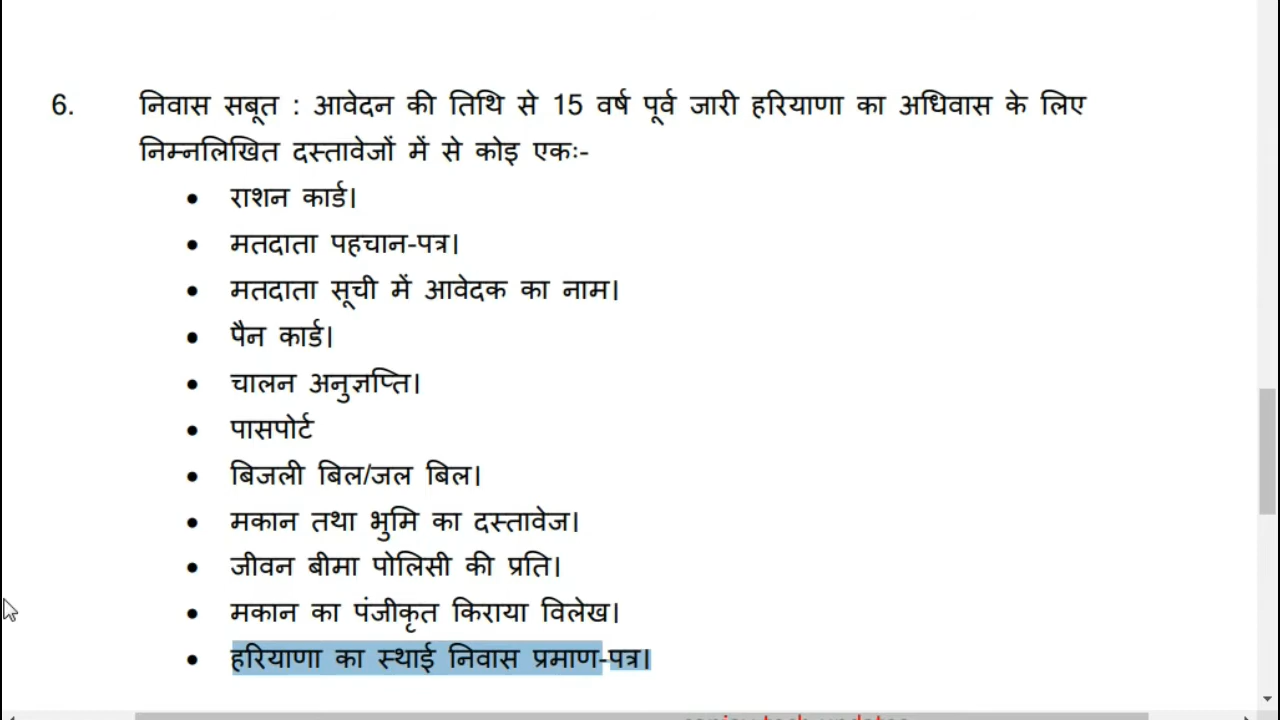 6. निवास सबूत : आवेदन की तिथि से 15 वर्ष पूर्व जारी हरियाणा का अधिवास के लिए
निम्नलिखित दस्तावेजों में से कोइ एकः-
• राशन कार्ड।
• मतदाता पहचान-पत्र।
• मतदाता सूची में आवेदक का नाम।
• पैन कार्ड।
• चालन अनुज्ञप्ति।
• पासपोर्ट
• बिजली बिल/जल बिल।
• मकान तथा भुमि का दस्तावेज।
• जीवन बीमा पोलिसी की प्रति।
• मकान का पंजीकृत किराया विलेख।
• हरियाणा का स्थाई निवास प्रमाण-पत्र।